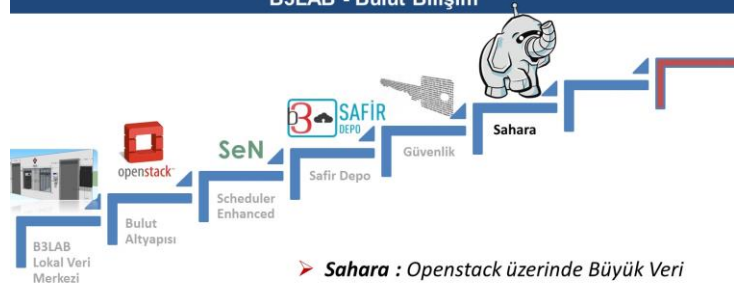 B3LAB - Bulut Bilişim
openstack
SeN
B3 SAFİR
DEPO
Sahara
Güvenlik
Safir Depo
Scheduler
Enhanced
Bulut
Altyapısı
B3LAB
Lokal Veri
Merkezi
➤ Sahara : Openstack üzerinde Büyük Veri